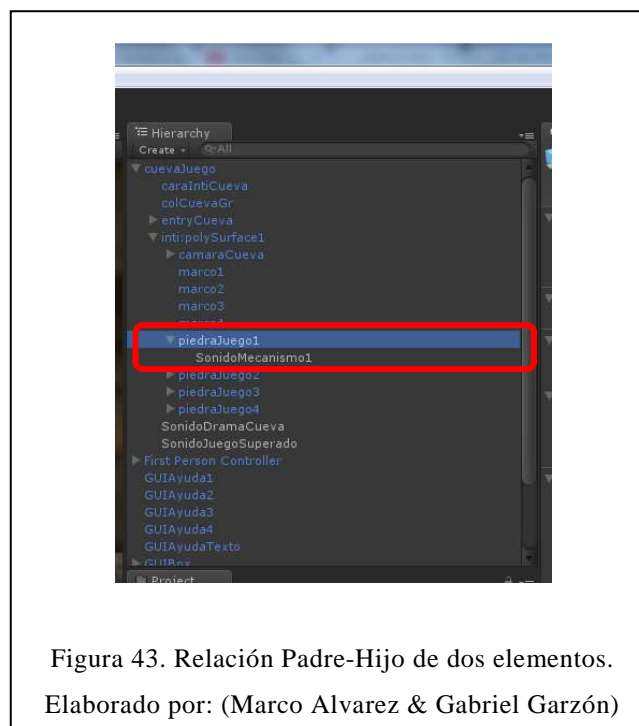 Hierarchy
Create
All
cuevaJuego
caraIntiCueva
colCuevaGr
entryCueva
inti:polySurface1
camaraCueva
marco1
marco2
marco3
marco4
piedraJuego1
SonidoMecanismo1
piedraJuego2
piedraJuego3
piedraJuego4
SonidoDramaCueva
SonidoJuegoSuperado
First Person Controller
GUIAyuda1
GUIAyuda2
GUIAyuda3
GUIAyuda4
GUIAyudaTexto
GUIBox
Project
Figura 43. Relación Padre-Hijo de dos elementos.
Elaborado por: (Marco Alvarez & Gabriel Garzón)